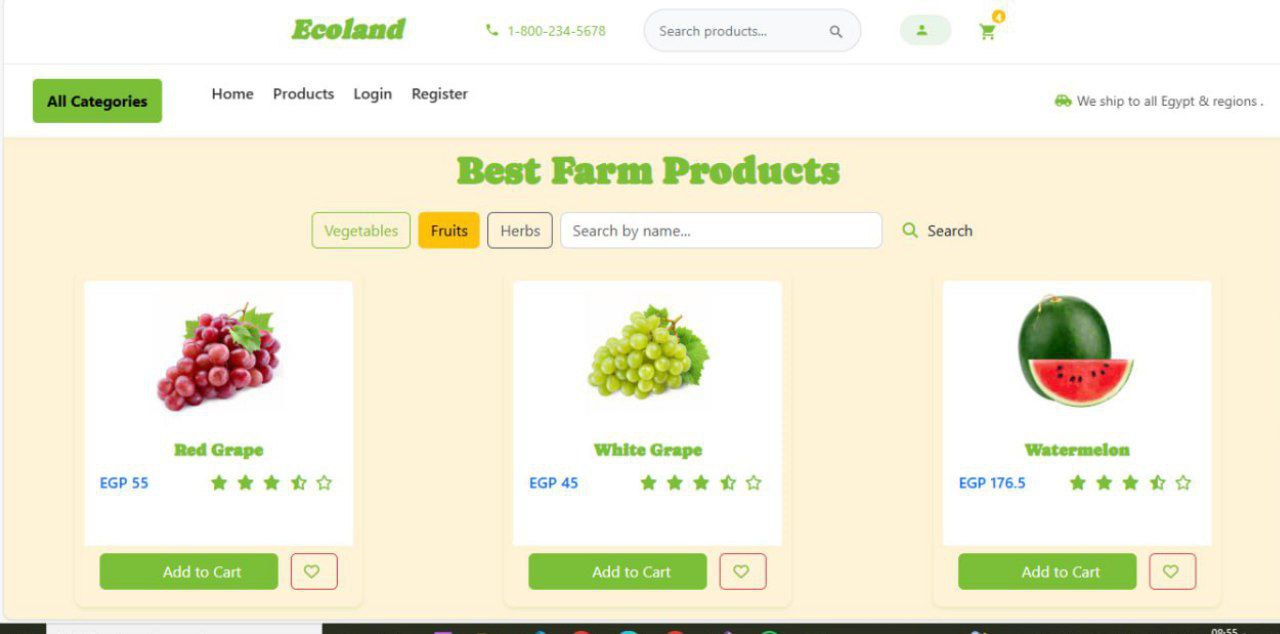 Ecoland
1-800-234-5678
Search products...
4
All Categories
Home Products Login Register
We ship to all Egypt & regions .
Best Farm Products
Vegetables Fruits Herbs Search by name... Search
Red Grape
EGP 55
Add to Cart
White Grape
EGP 45
Add to Cart
Watermelon
EGP 176.5
Add to Cart